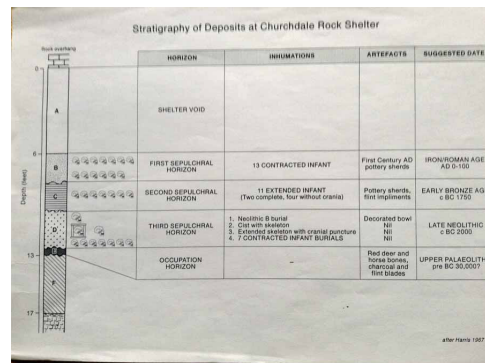 Stratigraphy of Deposits at Churchdale Rock Shelter
Rock overhang
HORIZON
INHUMATIONS
ARTEFACTS
SUGGESTED DATE
0
A
SHELTER VOID
6
B
FIRST SEPULCHRAL
HORIZON
13 CONTRACTED INFANT
First Century AD
pottery sherds
IRON/ROMAN AGE
AD 0-100
Depth (feet)
C
SECOND SEPULCHRAL
HORIZON
11 EXTENDED INFANT
(Two complete, four without crania)
Pottery sherds,
flint impliments
EARLY BRONZE AG
c BC 1750
D
THIRD SEPULCHRAL
HORIZON
1. Neolithic B burial
2. Cist with skeleton
3. Extended skeleton with cranial puncture
4. 7 CONTRACTED INFANT BURIALS
Decorated bowl
Nil
Nil
Nil
LATE NEOLITHIC
c BC 2000
13
E
OCCUPATION
HORIZON
Red deer and
horse bones,
charcoal and
flint blades
UPPER PALAEOLITH
pre BC 30,000?
F
17
after Harris 1987